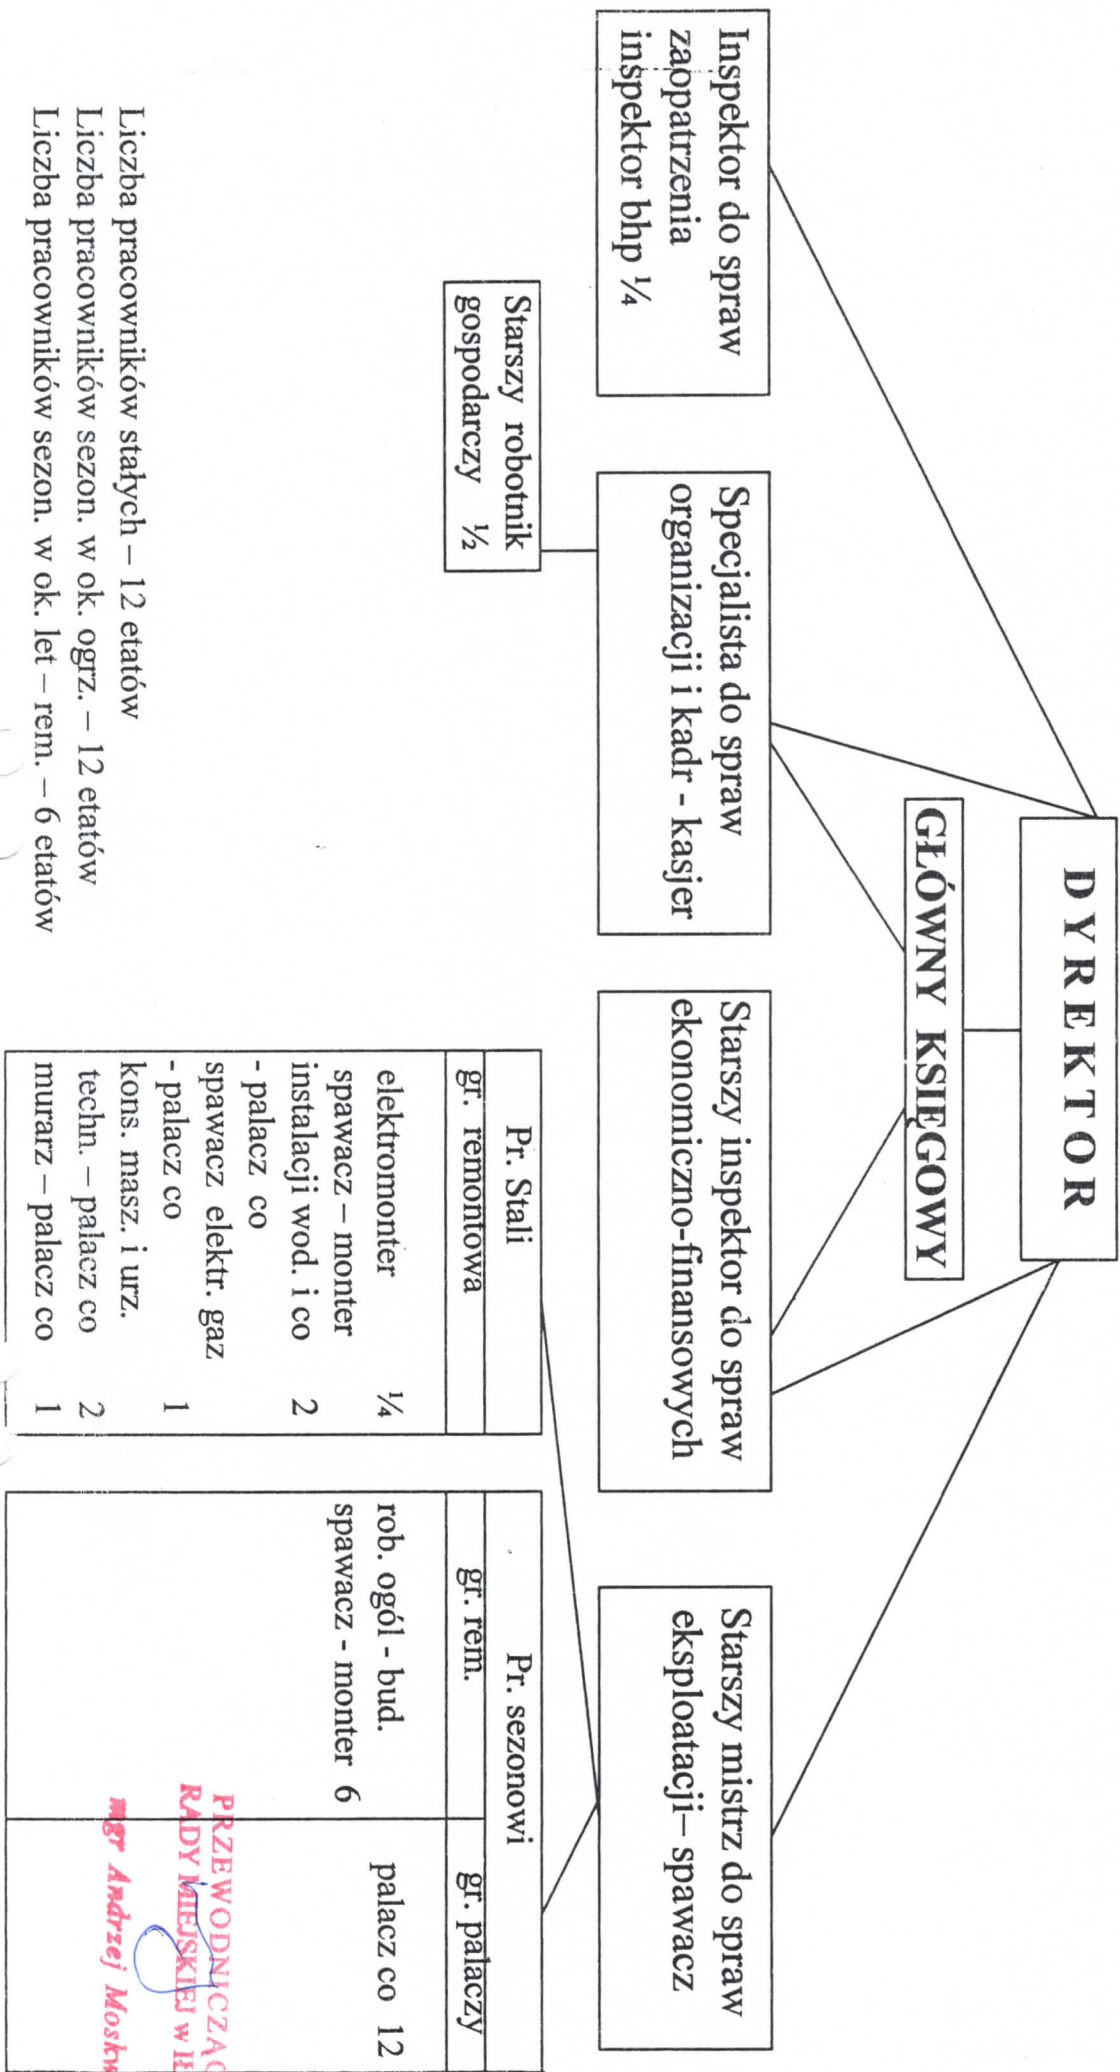 D Y R E K T O R
GŁÓWNY KSIĘGOWY
Inspektor do spraw
zaopatrzenia
inspektor bhp ¼
Specjalista do spraw
organizacji i kadr - kasjer
Starszy inspektor do spraw
ekonomiczno-finansowych
Starszy mistrz do spraw
eksploatacji– spawacz
Starszy robotnik
gospodarczy ½
Pr. Stali
gr. remontowa
elektromonter ¼
spawacz – monter
instalacji wod. i co 2
- palacz co
spawacz elektr. gaz
- palacz co 1
kons. masz. i urz.
techn. – palacz co 2
murarz – palacz co 1
Pr. sezonowi
gr. rem.
gr. palaczy
rob. ogól - bud.
spawacz - monter 6
palacz co 12
Liczba pracowników stałych – 12 etatów
Liczba pracowników sezon. w ok. ogrz. – 12 etatów
Liczba pracowników sezon. w ok. let – rem. – 6 etatów
RADY MIEJSKIEJ w
mgr Andrzej